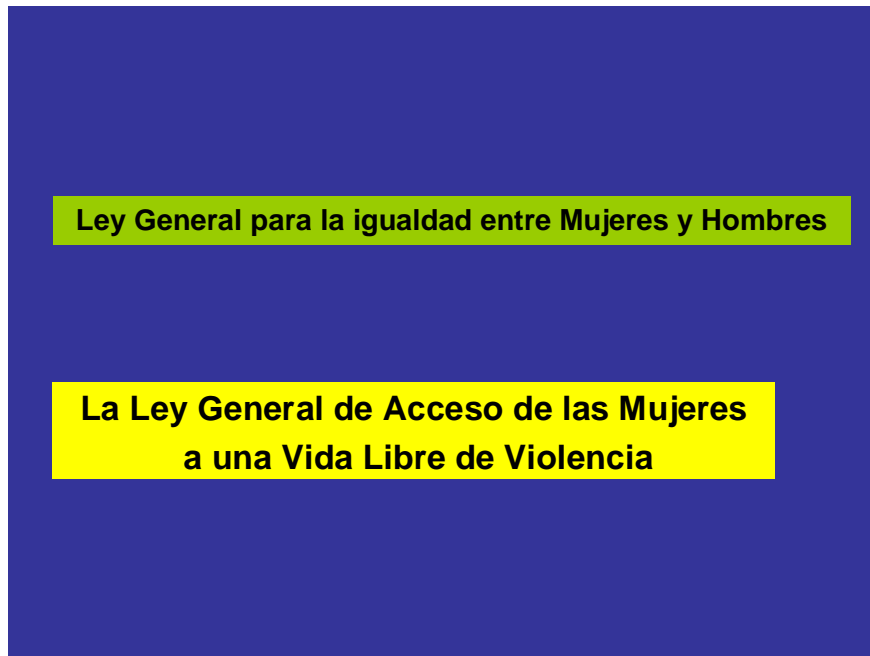 Ley General para la igualdad entre Mujeres y Hombres
La Ley General de Acceso de las Mujeres
a una Vida Libre de Violencia